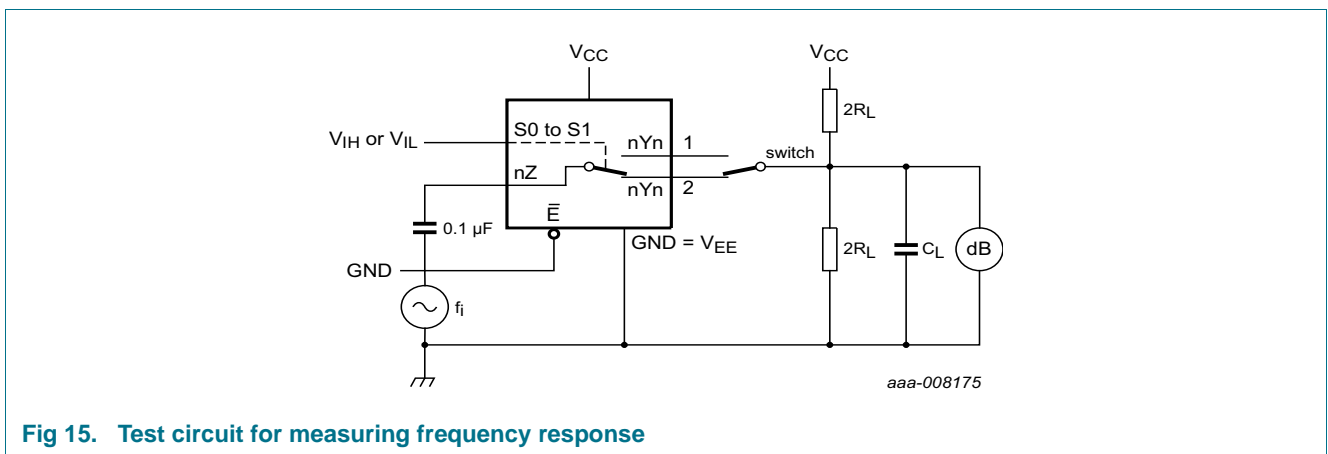 VCC
VCC
2RL
VIH or VIL
S0 to S1
nYn
1
switch
nZ
nYn
2
Ē
0.1 μF
GND = VEE
2RL
CL
dB
GND
fi
aaa-008175
Fig 15. Test circuit for measuring frequency response